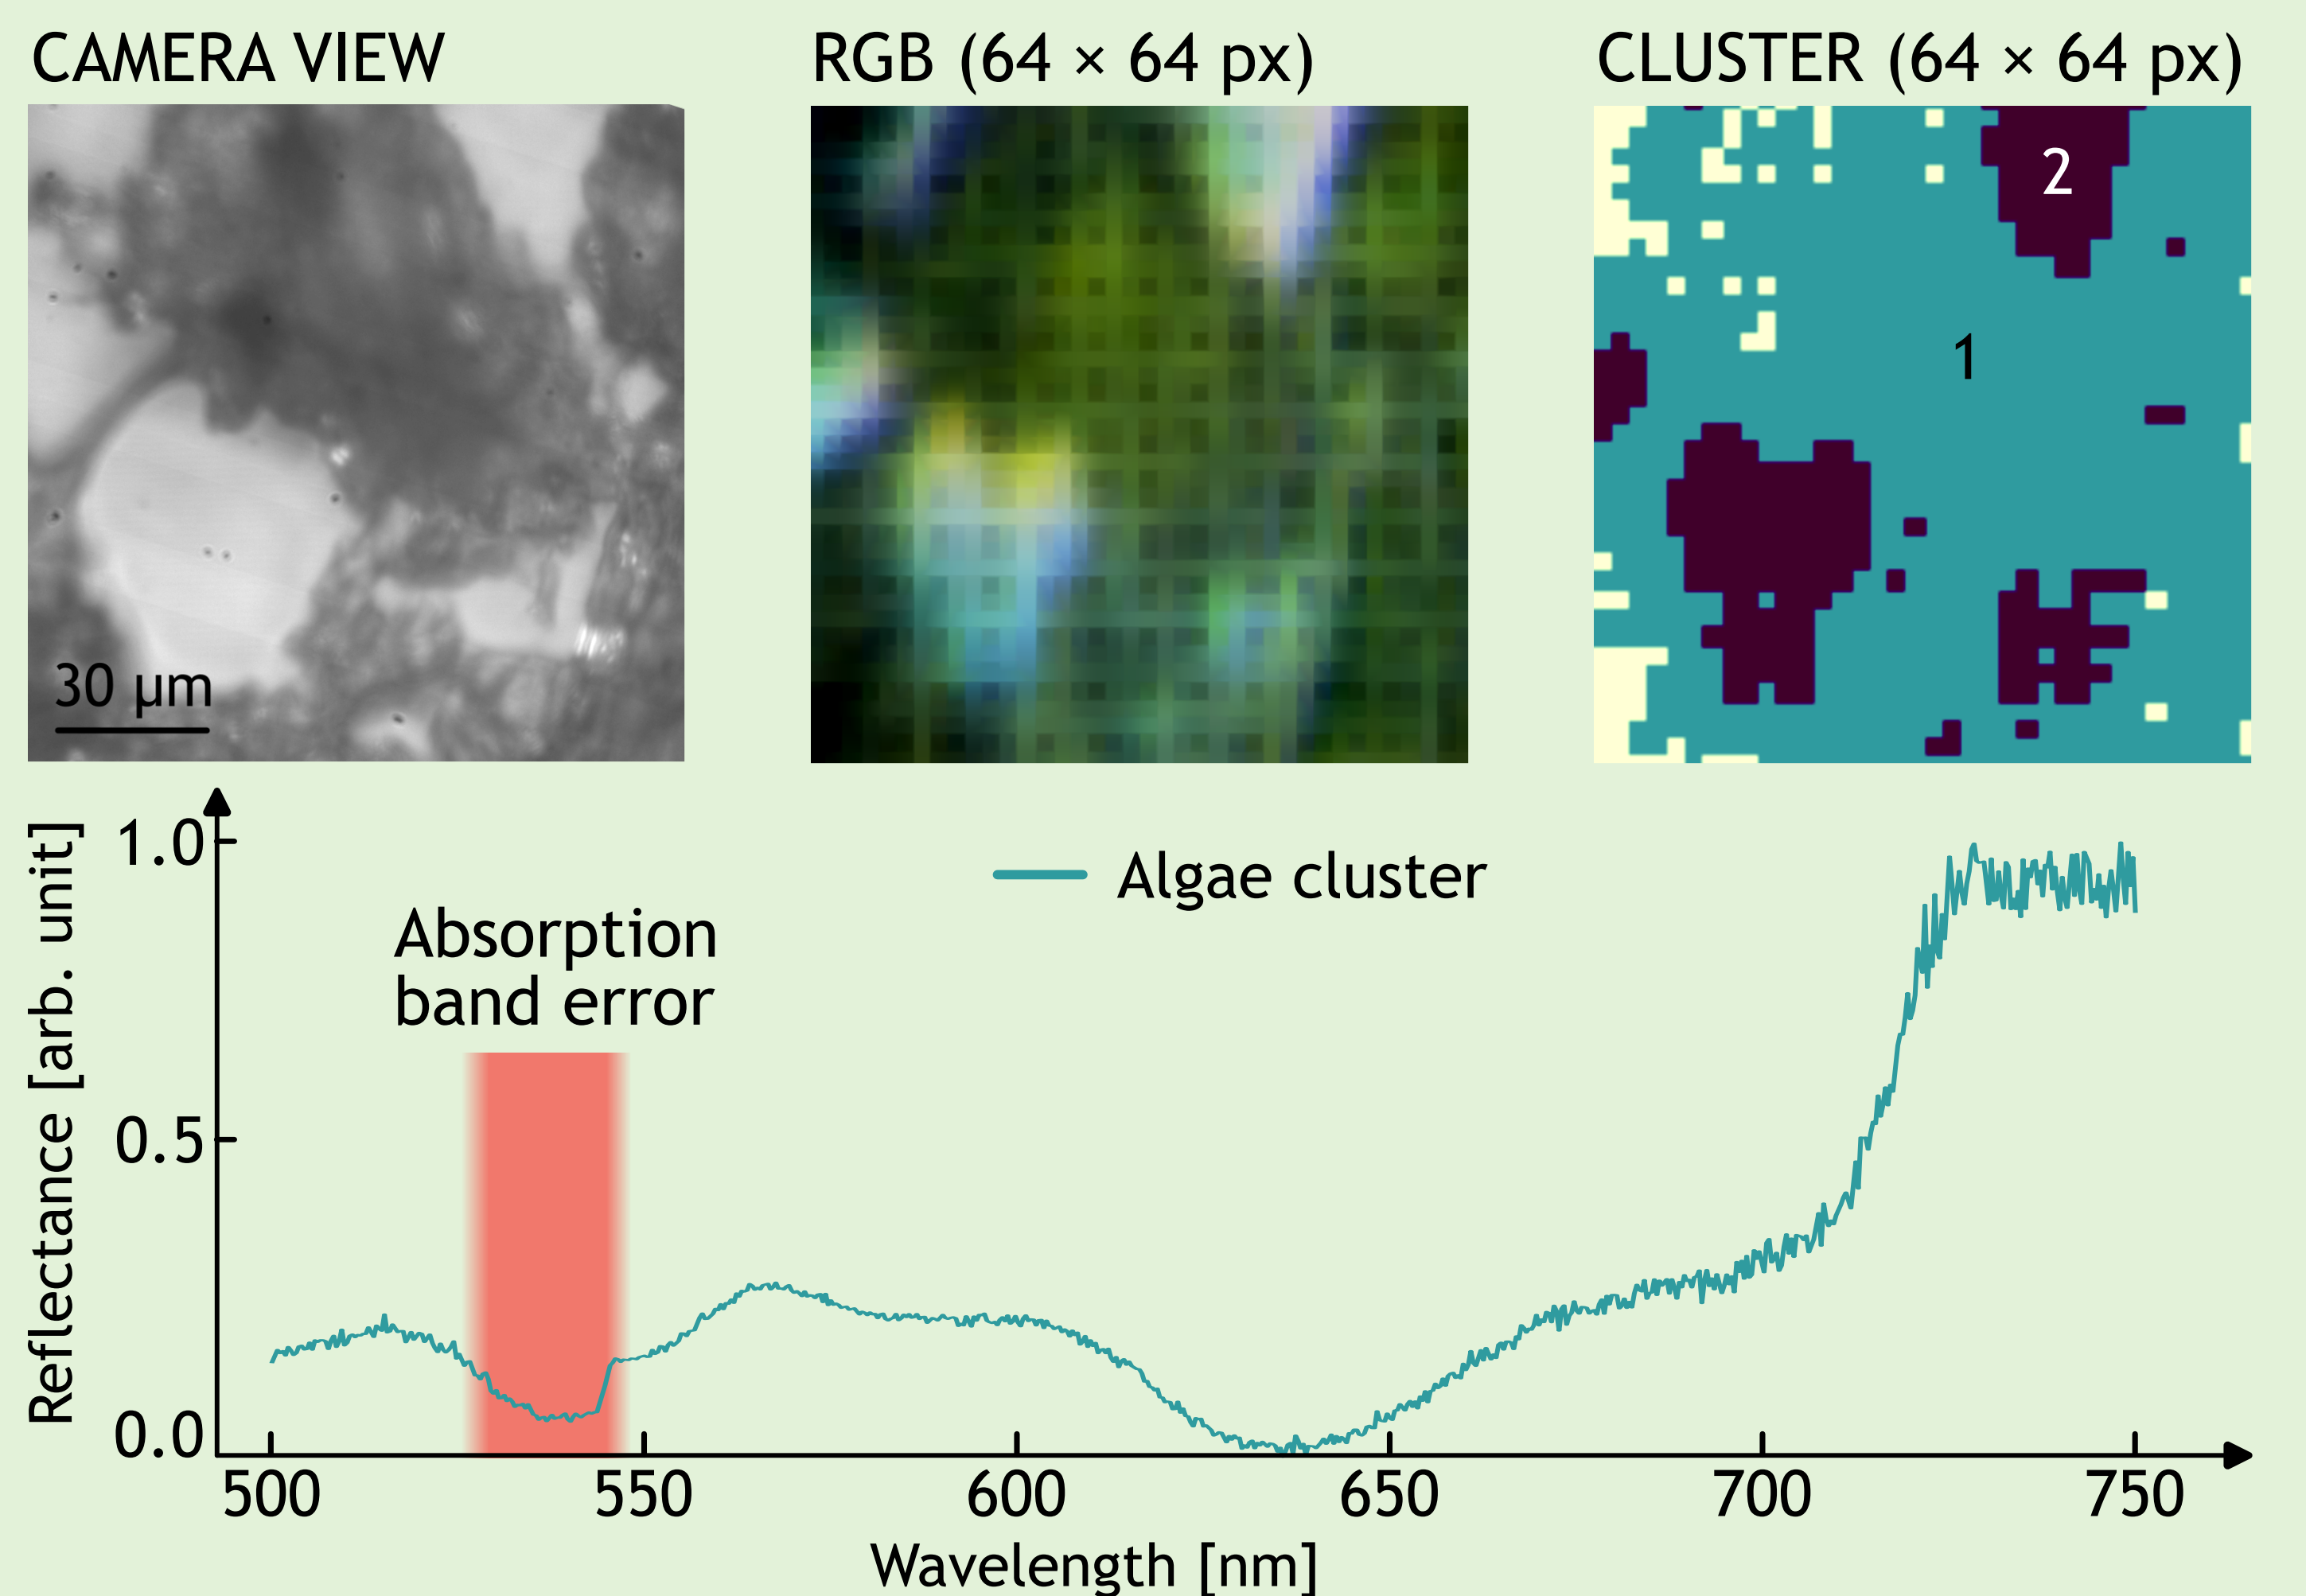 CAMERA VIEW
RGB (64 × 64 px)
CLUSTER (64 × 64 px)
30 µm
2
1
Reflectance [arb. unit]
1.0
0.5
0.0
Algae cluster
Absorption
band error
500 550 600 650 700 750
Wavelength [nm]